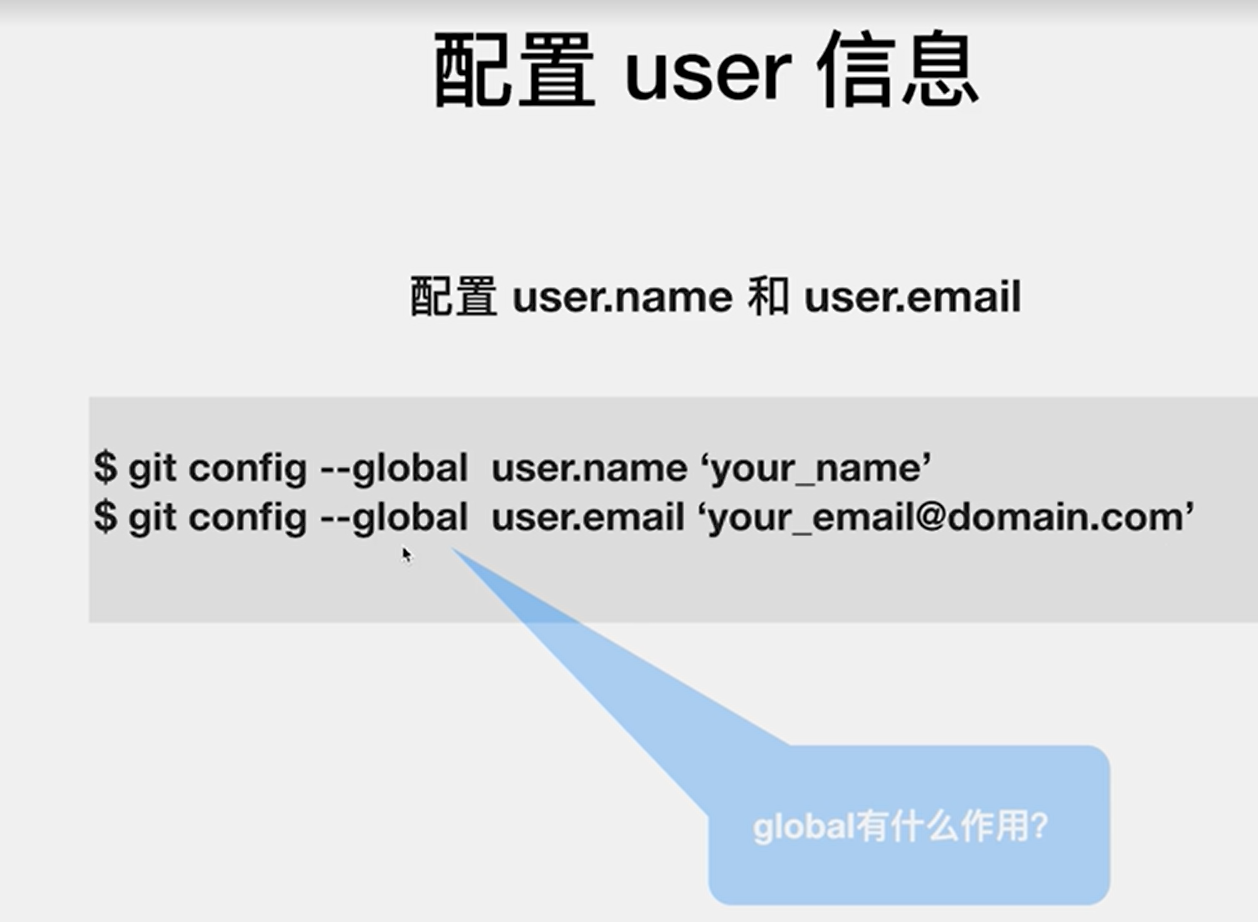 配置 user 信息
配置 user.name 和 user.email
$ git config --global  user.name ‘your_name’
$ git config --global  user.email ‘your_email@domain.com’
global有什么作用?